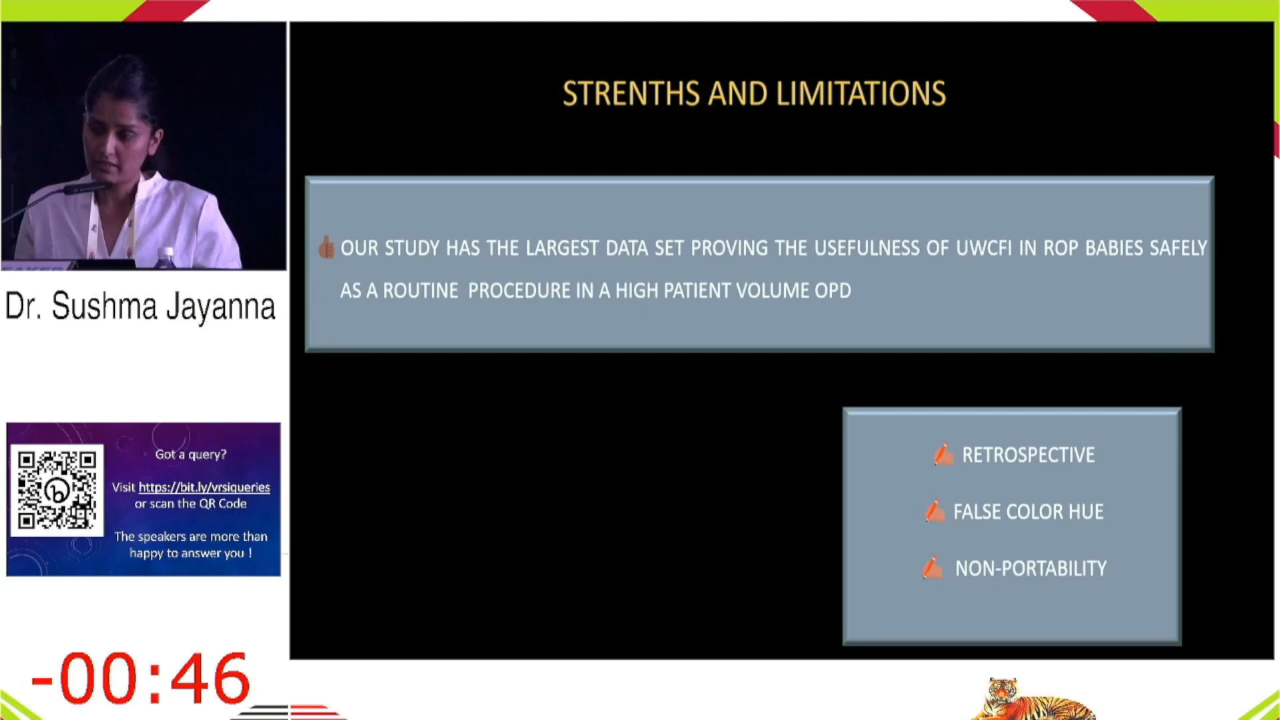 STRENTHS AND LIMITATIONS
OUR STUDY HAS THE LARGEST DATA SET PROVING THE USEFULNESS OF UWCFI IN ROP BABIES SAFELY
AS A ROUTINE PROCEDURE IN A HIGH PATIENT VOLUME OPD
RETROSPECTIVE
FALSE COLOR HUE
NON-PORTABILITY
Dr. Sushma Jayanna
Got a query?
Visit https://bit.ly/vrsiqueries
or scan the QR Code
The speakers are more than
happy to answer you !
-00:46